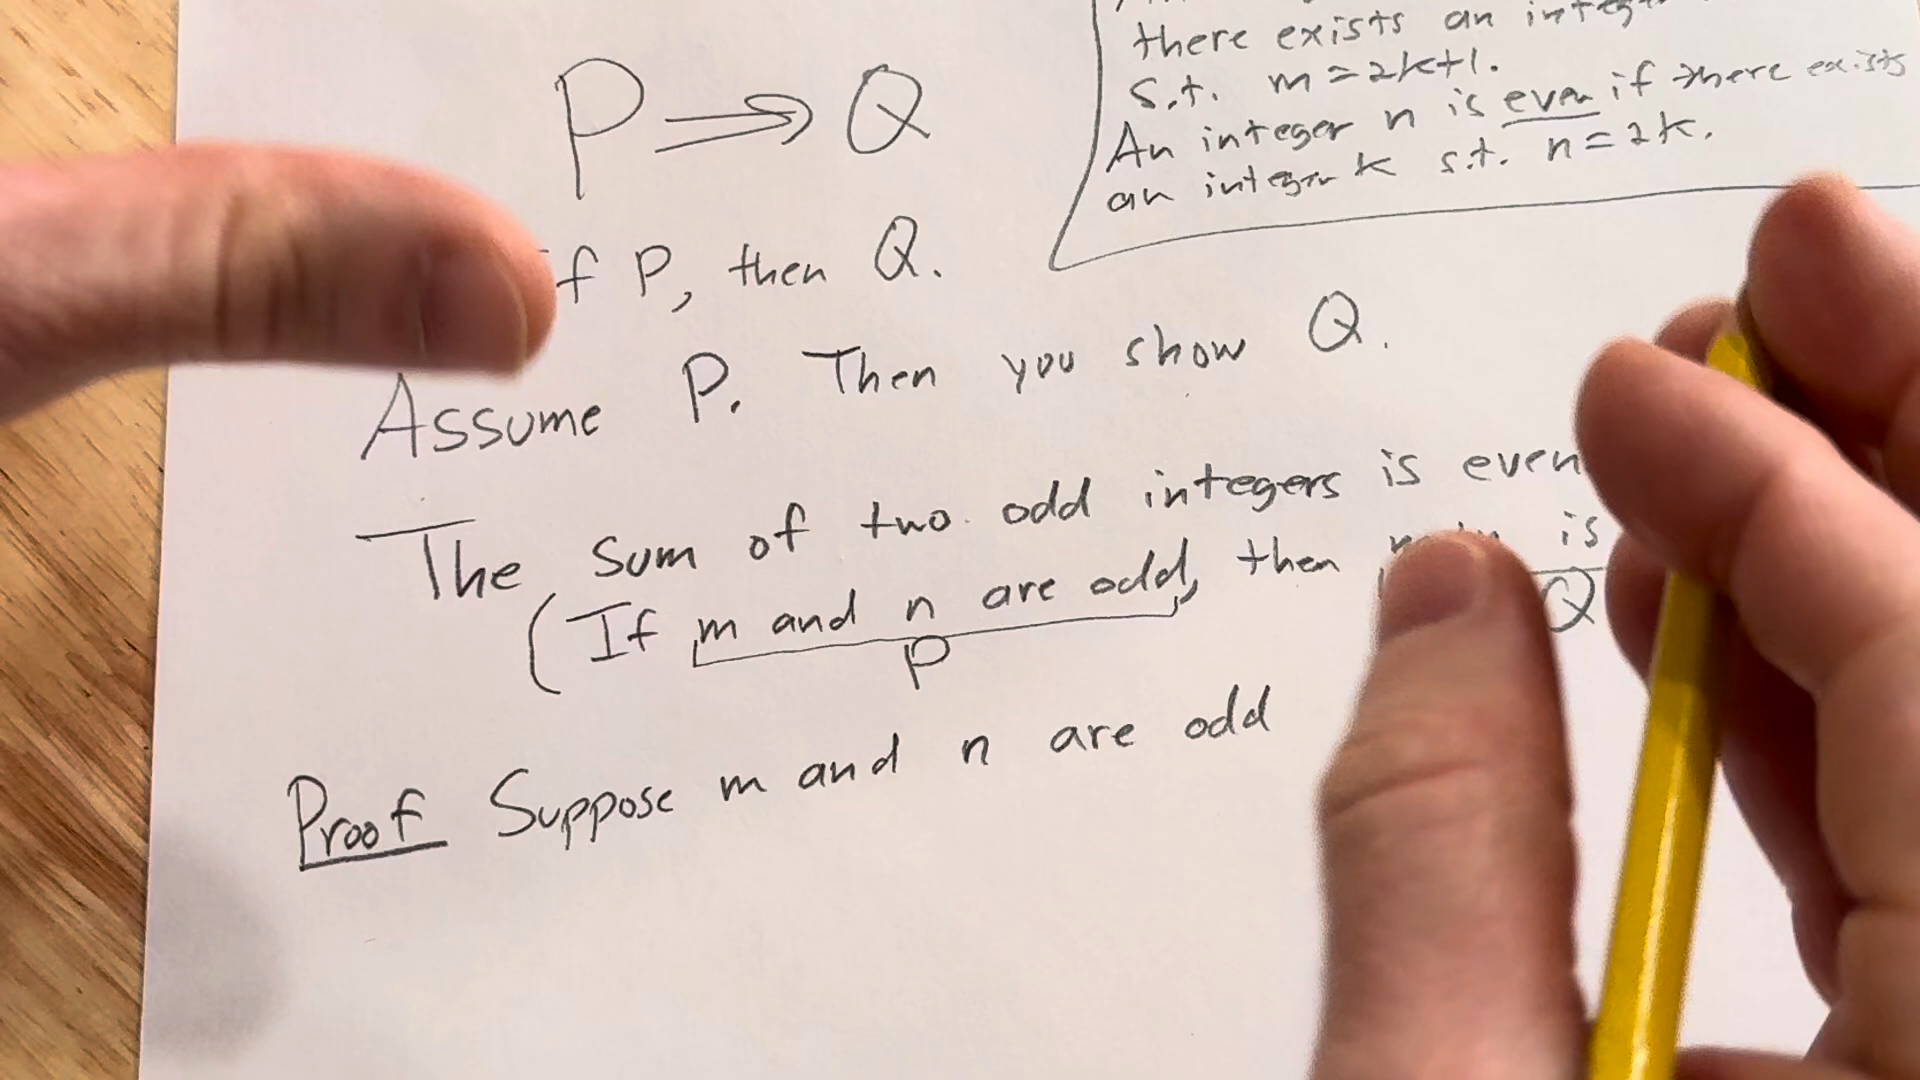 P ⇒ Q
f P, then Q.
Assume P. Then you show Q.
The sum of two odd integers is even
(If m and n are odd, then is
P Q
Proof Suppose m and n are odd
there exists an
s.t. m = 2k+1.
An integer n is even if there exists
an integer k s.t. n = 2k.